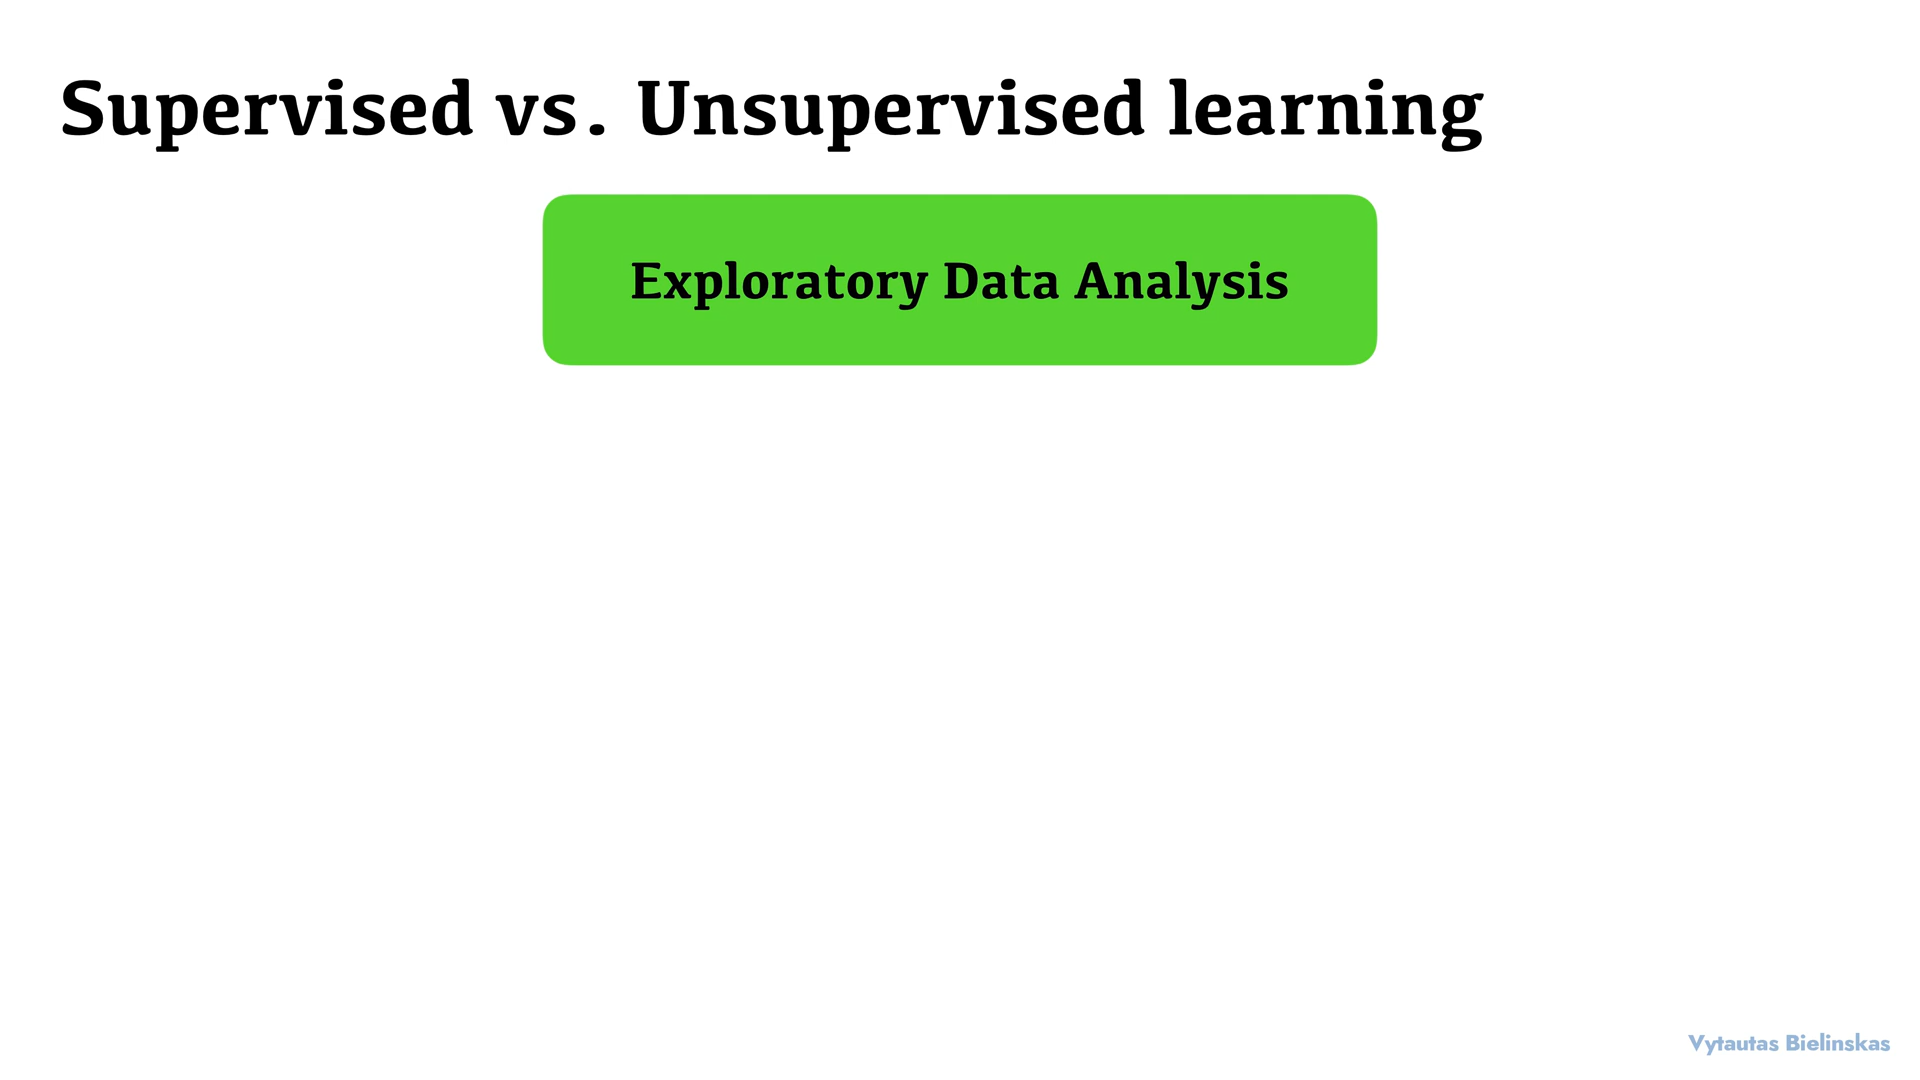 Supervised vs. Unsupervised learning
Exploratory Data Analysis
Vytautas Bielinskas